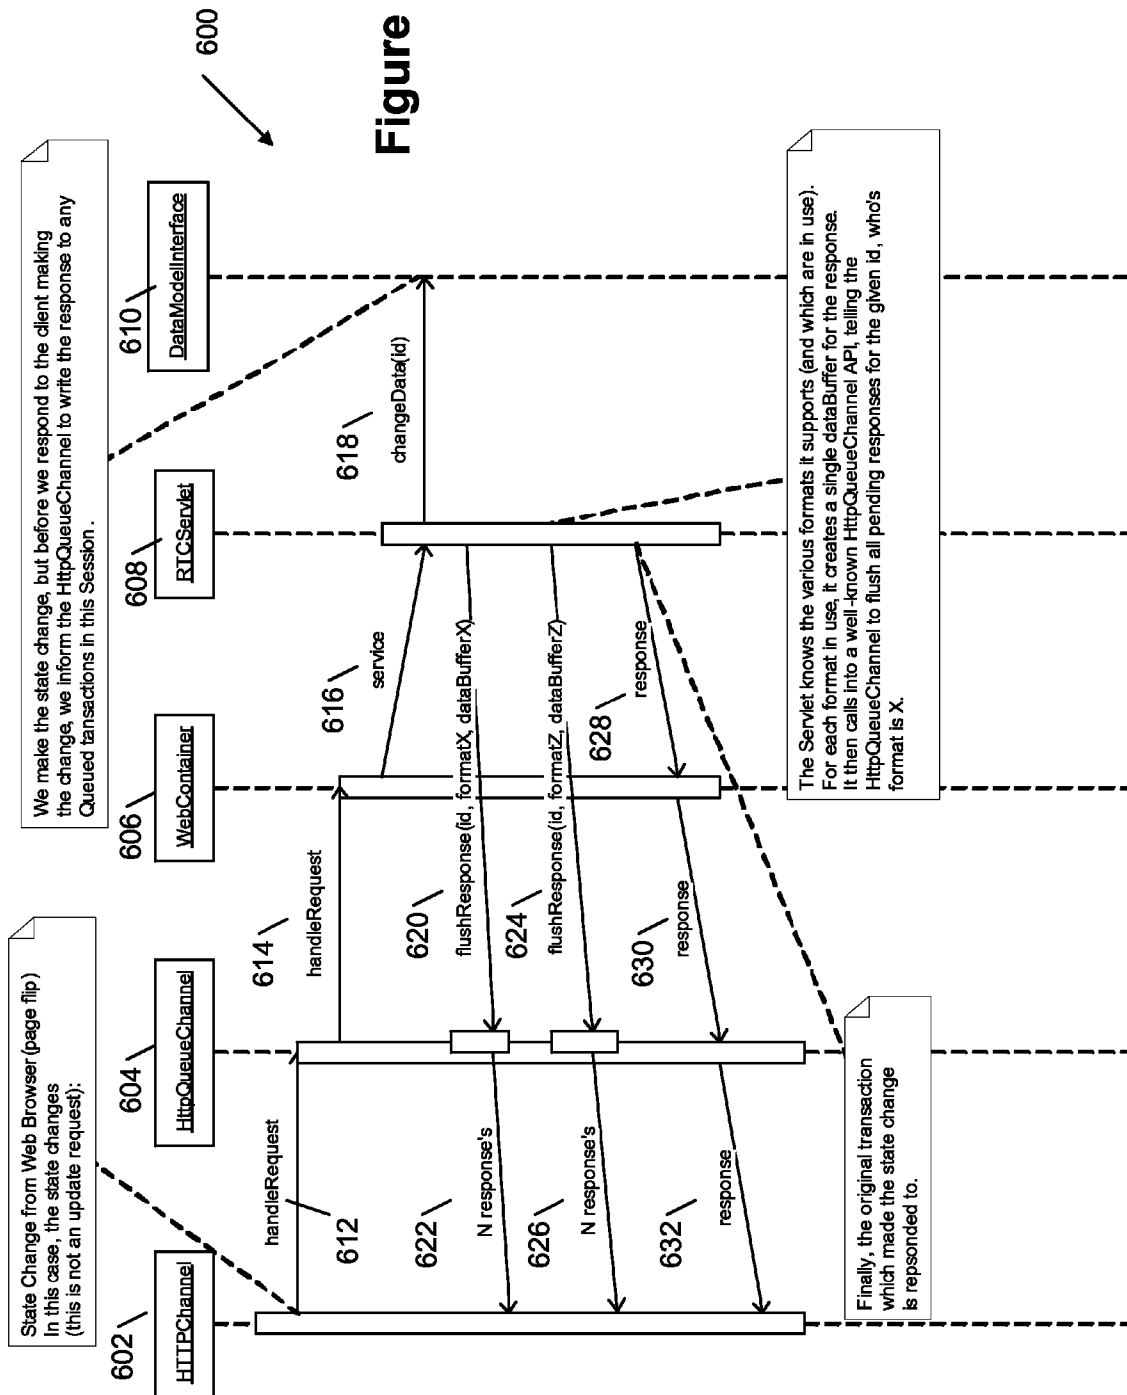 State Change from Web Browser (page flip)
In this case, the state changes
(this is not an update request):
We make the state change, but before we respond to the client making
the change, we inform the HttpQueueChannel to write the response to any
Queued tansactions in this Session .
602
HTTPChannel
604
HttpQueueChannel
606
WebContainer
608
RTCServlet
610
DataModelInterface
600
Figure
handleRequest
612
614
handleRequest
616
service
618
changeData(id)
620
flushResponse(id, formatX, dataBufferX)
622
N response's
624
flushResponse(id, formatZ, dataBufferZ)
626
N response's
628
response
630
response
632
response
Finally, the original transaction
which made the state change
is repsonded to.
The Servlet knows the various formats it supports (and which are in use).
For each format in use, it creates a single dataBuffer for the response.
It then calls into a well-known HttpQueueChannel API, telling the
HttpQueueChannel to flush all pending responses for the given id, who's
format is X.